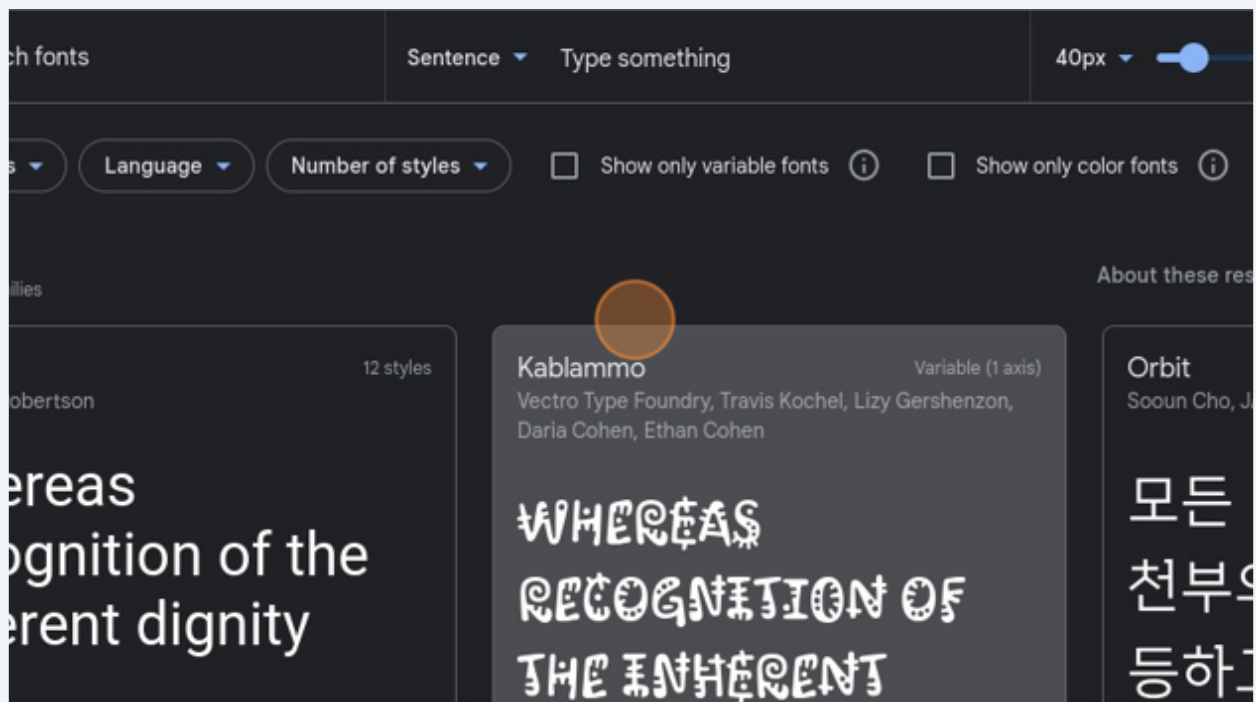 ch fonts
Sentence
Type something
40px
s
Language
Number of styles
Show only variable fonts
Show only color fonts
About these res
ilies
12 styles
obertson
ereas
ognition of the
erent dignity
Kablammo
Variable (1 axis)
Vectro Type Foundry, Travis Kochel, Lizy Gershenzon,
Daria Cohen, Ethan Cohen
WHEREAS
RECOGNITION OF
THE INHERENT
Orbit
Sooun Cho, J
모든
천부
등하